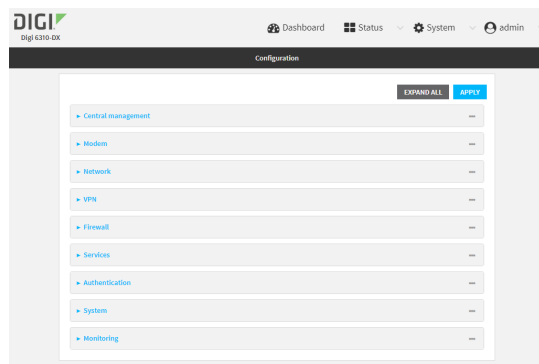 DIGI
Digi 6310-DX
Dashboard Status System admin
Configuration
EXPAND ALL APPLY
Central management
Modem
Network
VPN
Firewall
Services
Authentication
System
Monitoring